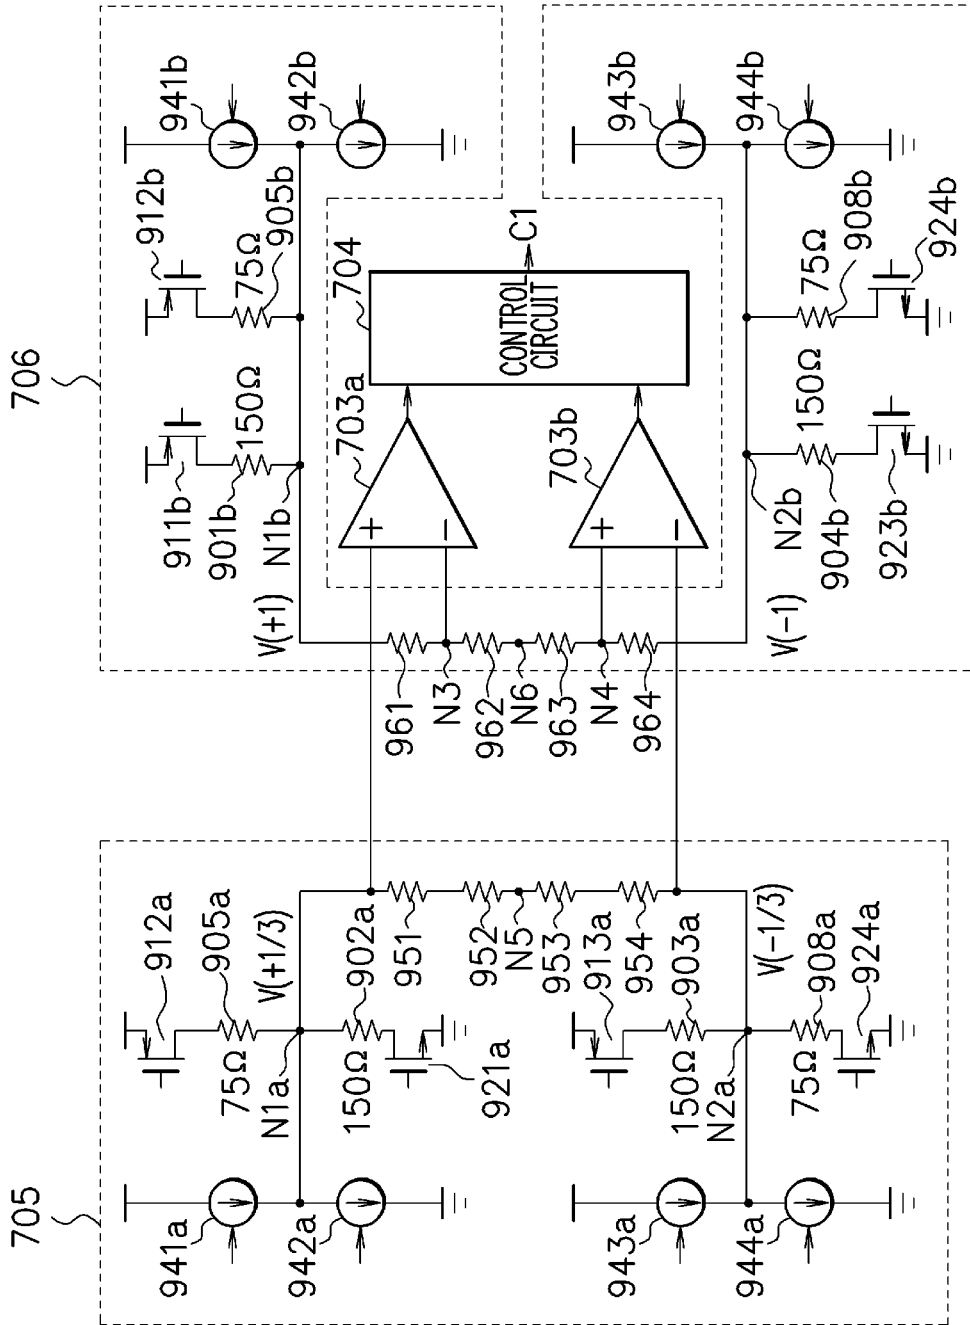 706
941b
942b
912b
75Ω
905b
911b
901b
150Ω
N1b
V(+1)
703a
704
CONTROL
CIRCUIT
C1
703b
943b
944b
75Ω
908b
924b
150Ω
904b
923b
N2b
V(-1)
+
−
+
−
961
N3
962
N6
963
N4
964
705
912a
905a
75Ω
V(+1/3)
N1a
902a
150Ω
921a
951
952
N5
953
954
913a
903a
150Ω
N2a
V(-1/3)
908a
75Ω
924a
941a
942a
943a
944a